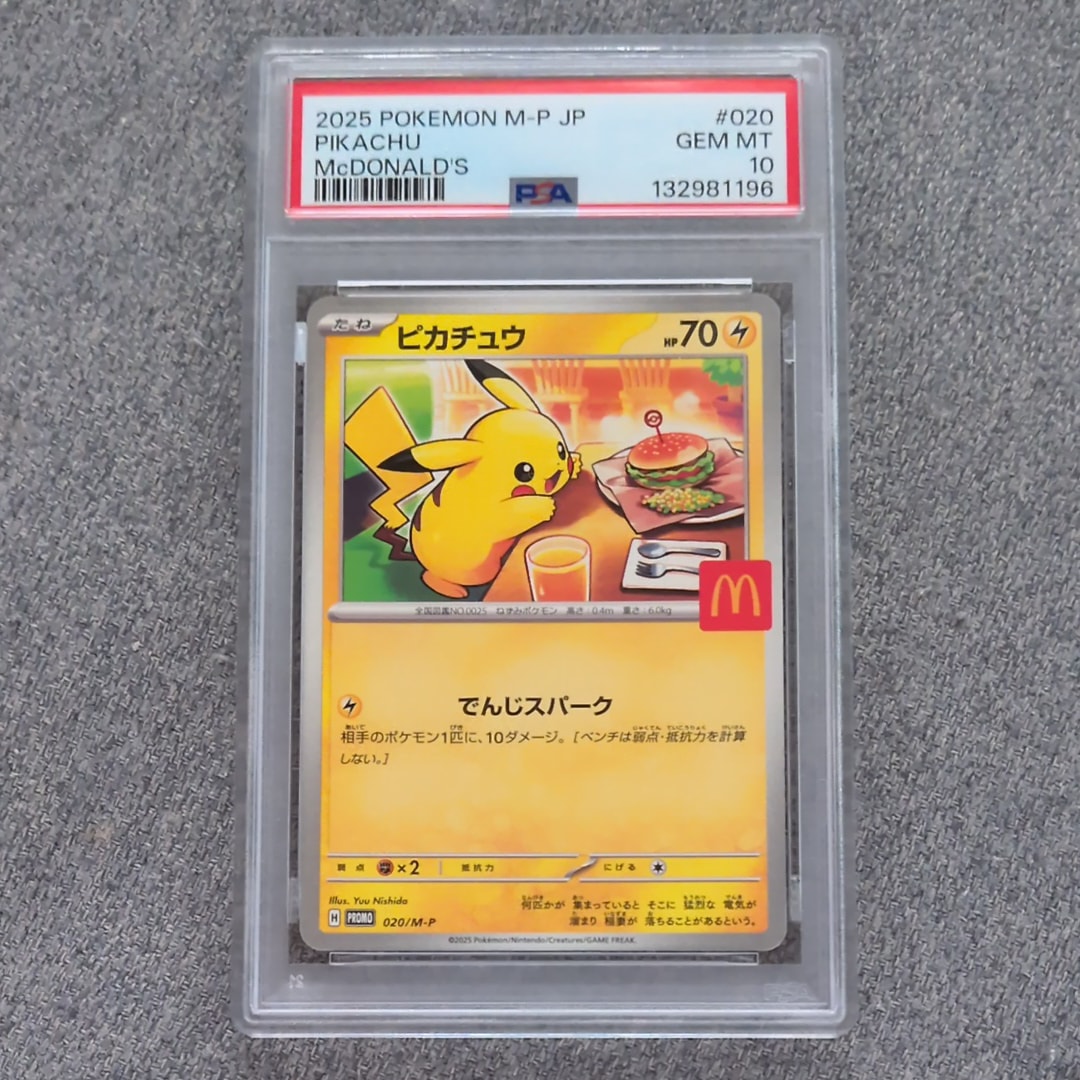 2025 POKEMON M-P JP #020
PIKACHU GEM MT
McDONALD'S 10
PSA 132981196
たね ピカチュウ HP 70
全国図鑑NO.0025 ねずみポケモン 高さ:0.4m 重さ:6.0kg
でんじスパーク
相手のポケモン1匹に、10ダメージ。[ベンチは弱点・抵抗力を計算
しない。]
弱点 ×2 抵抗力 にげる
Illus. Yuu Nishida
何匹かが 集まっていると そこに 猛烈な 電気が
溜まり 稲妻が 落ちることがあるという。
H PROMO 020/M-P
©2025 Pokémon/Nintendo/Creatures/GAME FREAK.